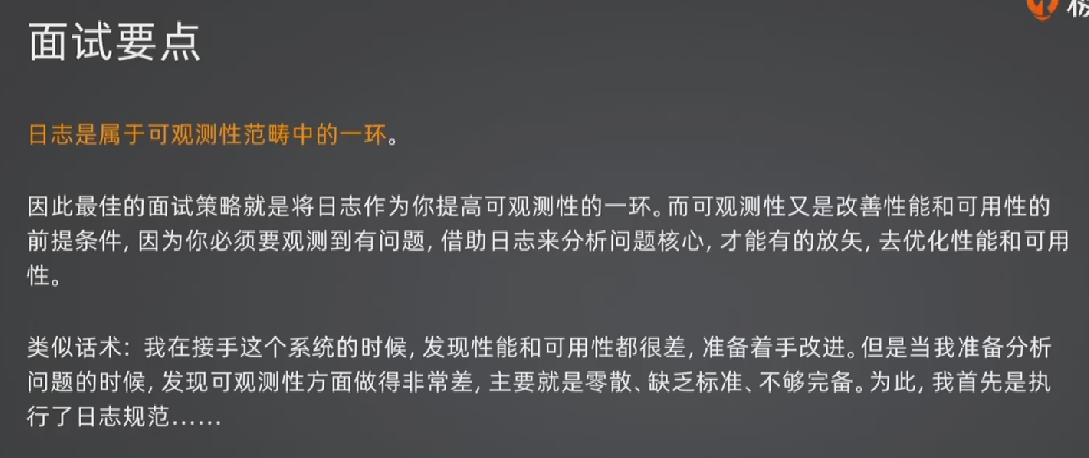 面试要点
日志是属于可观测性范畴中的一环。
因此最佳的面试策略就是将日志作为你提高可观测性的一环。而可观测性又是改善性能和可用性的
前提条件，因为你必须要观测到有问题，借助日志来分析问题核心，才能有的放矢，去优化性能和可用
性。
类似话术：我在接手这个系统的时候，发现性能和可用性都很差，准备着手改进。但是当我准备分析
问题的时候，发现可观测性方面做得非常差，主要就是零散、缺乏标准、不够完备。为此，我首先是执
行了日志规范……